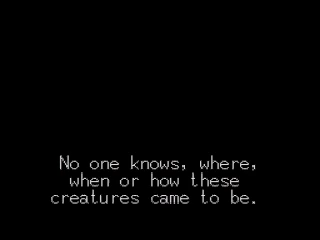 No one knows, where,
when or how these
creatures came to be.